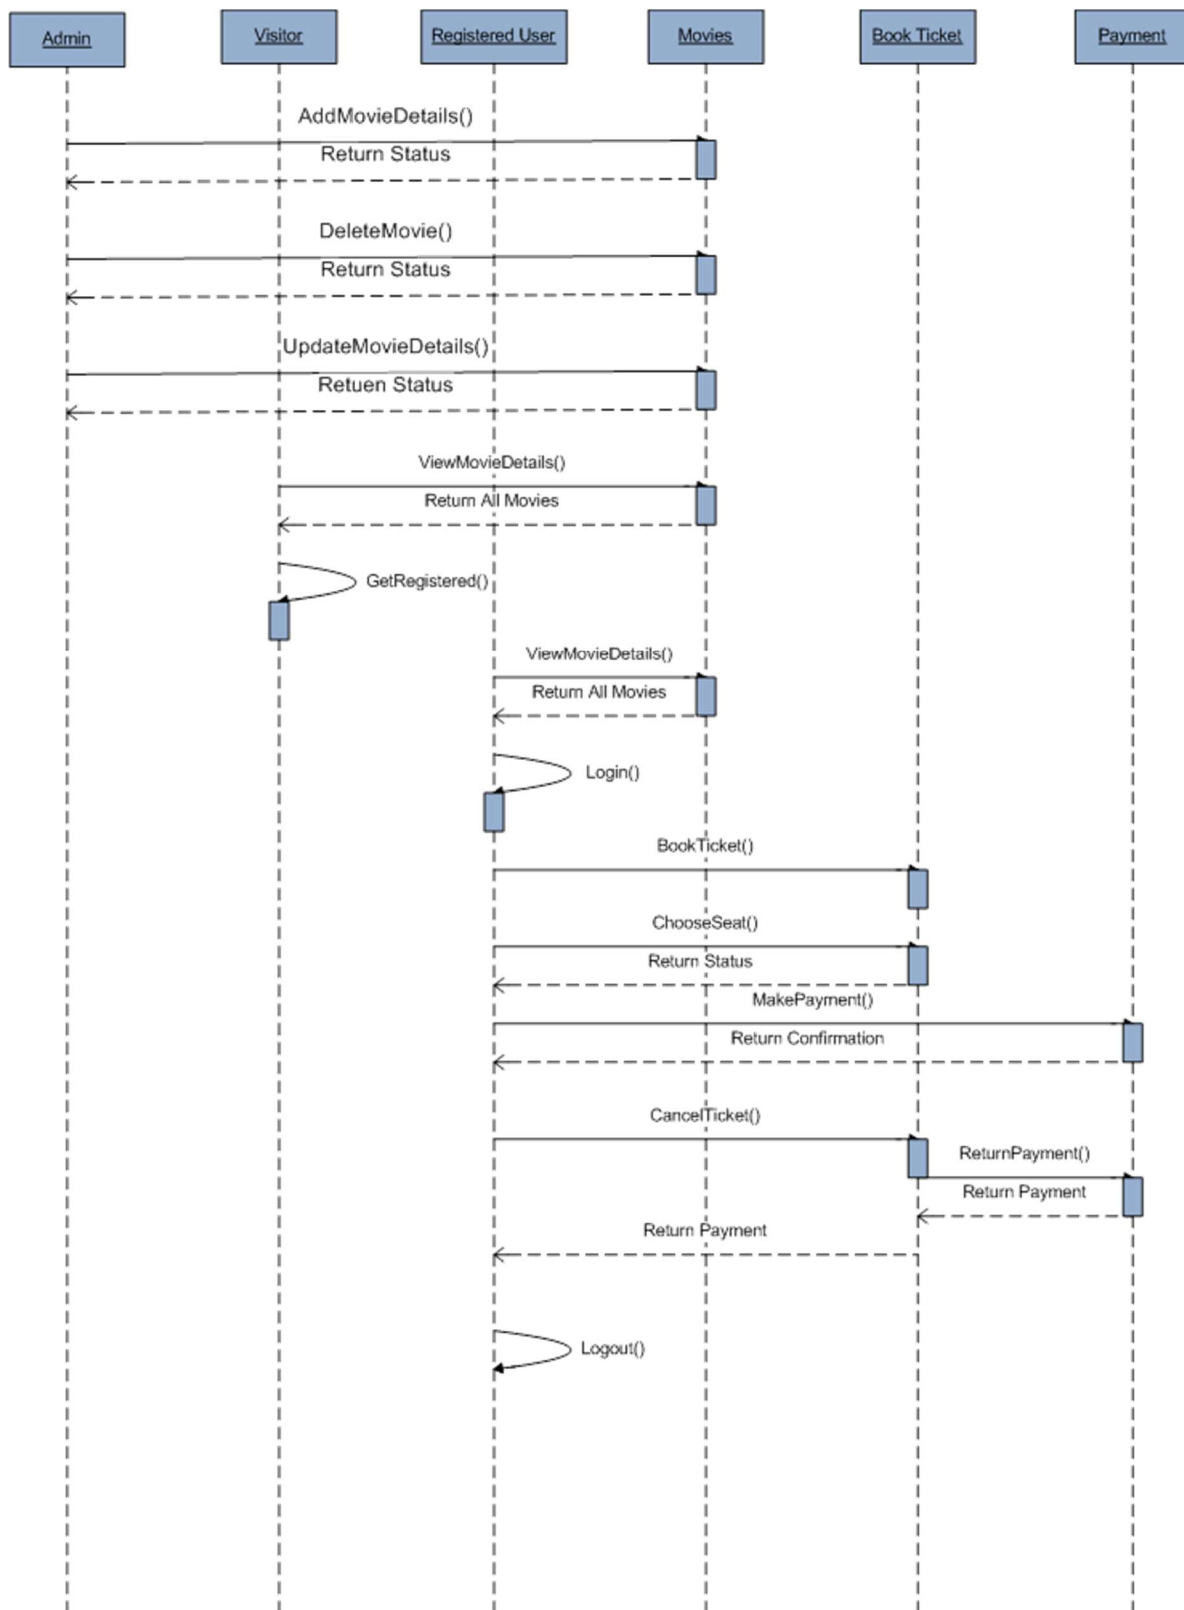 Admin
Visitor
Registered User
Movies
Book Ticket
Payment
AddMovieDetails()
Return Status
DeleteMovie()
Return Status
UpdateMovieDetails()
Retuen Status
ViewMovieDetails()
Return All Movies
GetRegistered()
ViewMovieDetails()
Return All Movies
Login()
BookTicket()
ChooseSeat()
Return Status
MakePayment()
Return Confirmation
CancelTicket()
ReturnPayment()
Return Payment
Return Payment
Logout()